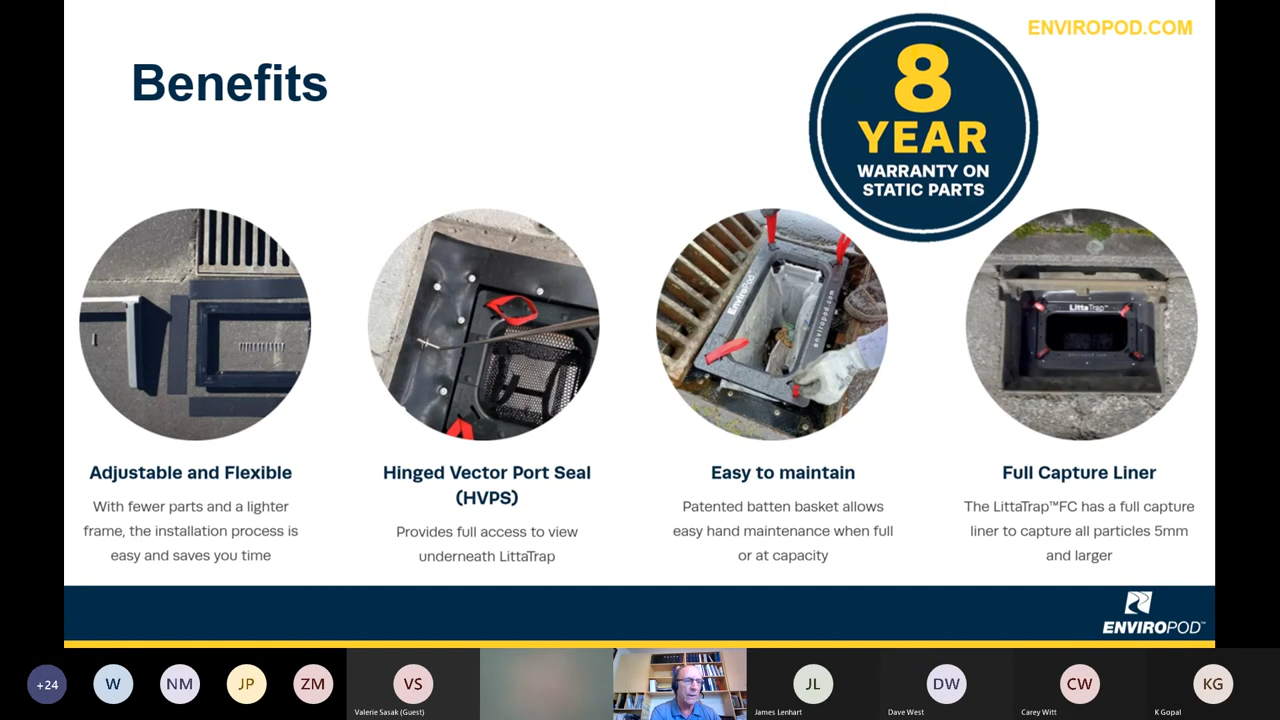 ENVIROPOD.COM
Benefits
8
YEAR
WARRANTY ON
STATIC PARTS
EnviroPod
enviropod.com
LittaTrap™
Adjustable and Flexible
With fewer parts and a lighter
frame, the installation process is
easy and saves you time
Hinged Vector Port Seal
(HVPS)
Provides full access to view
underneath LittaTrap
Easy to maintain
Patented batten basket allows
easy hand maintenance when full
or at capacity
Full Capture Liner
The LittaTrap™FC has a full capture
liner to capture all particles 5mm
and larger
ENVIROPOD™
+24
W
NM
JP
ZM
VS
Valerie Sasak (Guest)
JL
James Lenhart
DW
Dave West
CW
Carey Witt
KG
K Gopal